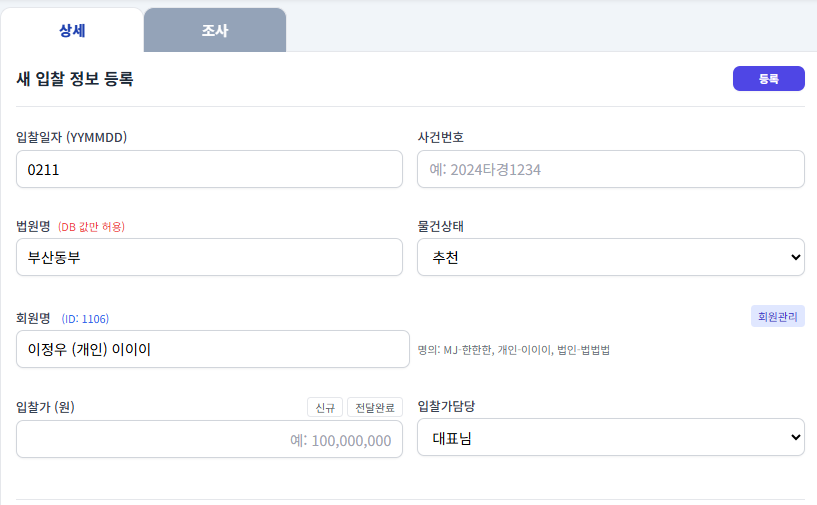 상세 조사
새 입찰 정보 등록 등록
입찰일자 (YYMMDD) 사건번호
0211 예: 2024타경1234
법원명 (DB 값만 허용) 물건상태
부산동부 추천
회원명 (ID: 1106) 회원관리
이정우 (개인) 이이이 명의: MJ-한한한, 개인-이이이, 법인-법법법
입찰가 (원) 신규 전달완료 입찰가담당
예: 100,000,000 대표님